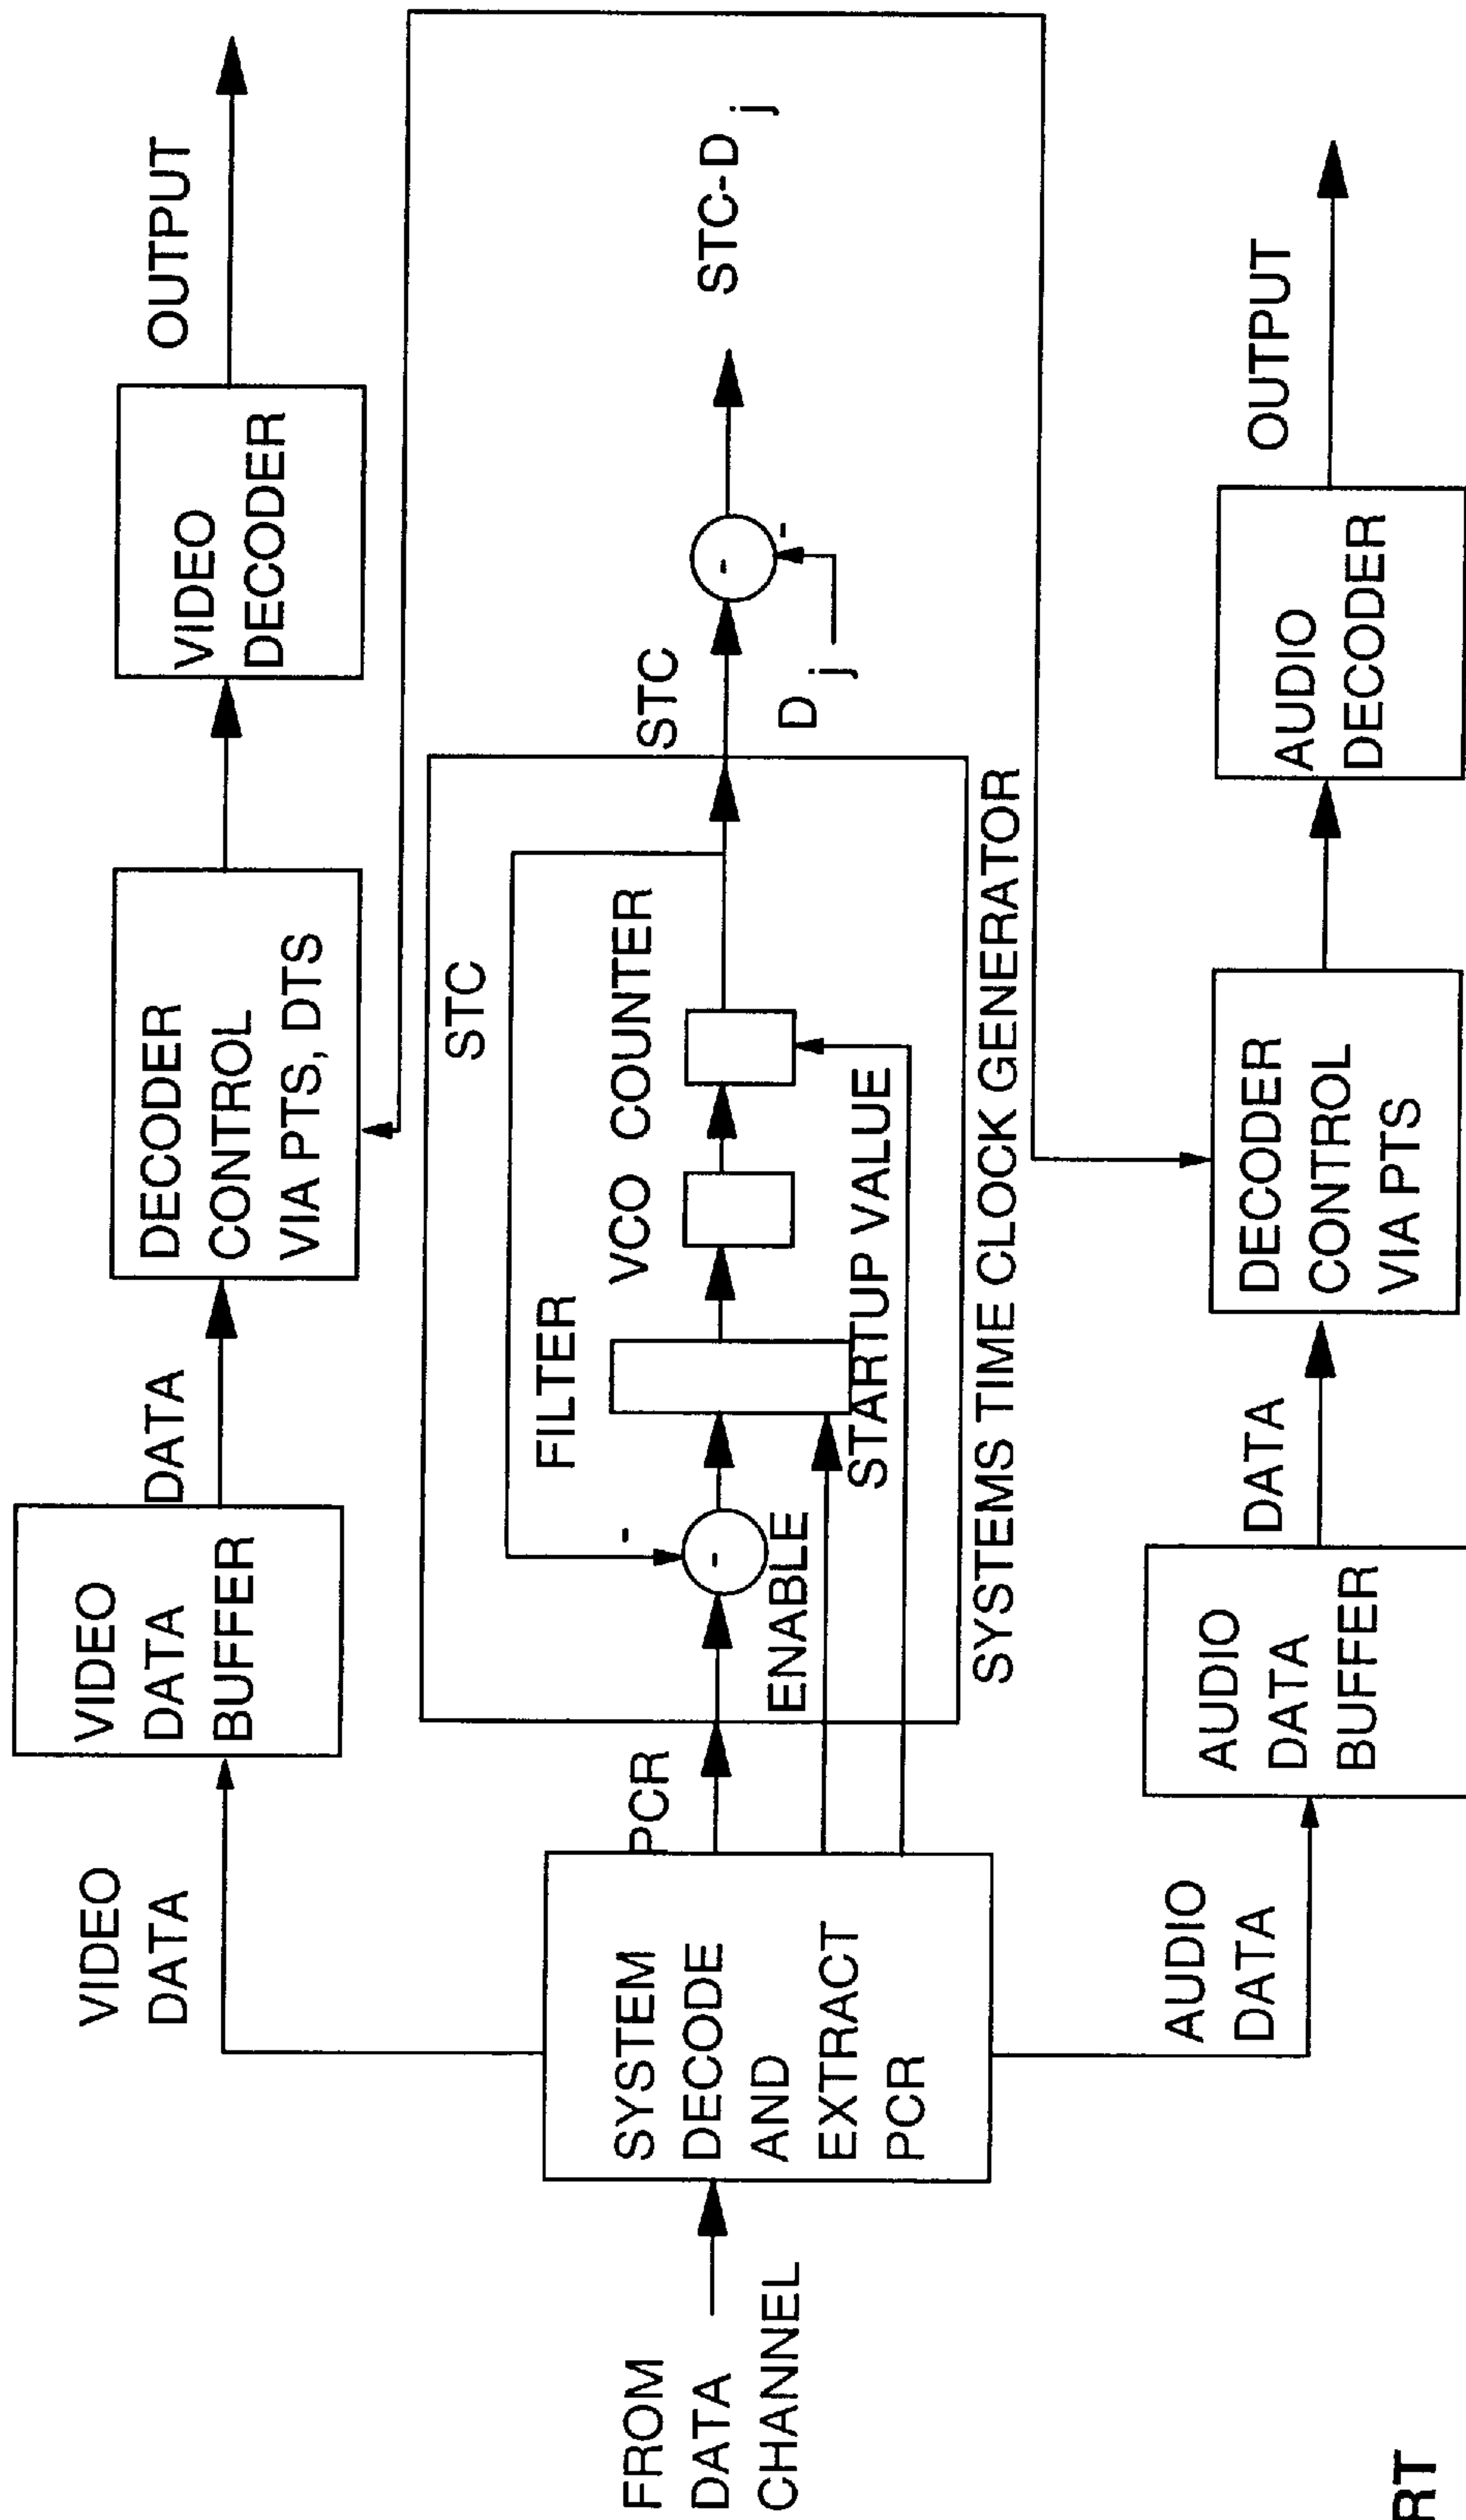 FROM
DATA
CHANNEL
SYSTEM
DECODE
AND
EXTRACT
PCR
VIDEO
DATA
VIDEO
DATA
BUFFER
DATA
DECODER
CONTROL
VIA PTS, DTS
VIDEO
DECODER
OUTPUT
PCR
ENABLE
-
-
FILTER
STARTUP VALUE
VCO
COUNTER
STC
SYSTEMS TIME CLOCK GENERATOR
STC
D j
-
-
STC-D j
AUDIO
DATA
AUDIO
DATA
BUFFER
DATA
DECODER
CONTROL
VIA PTS
AUDIO
DECODER
OUTPUT